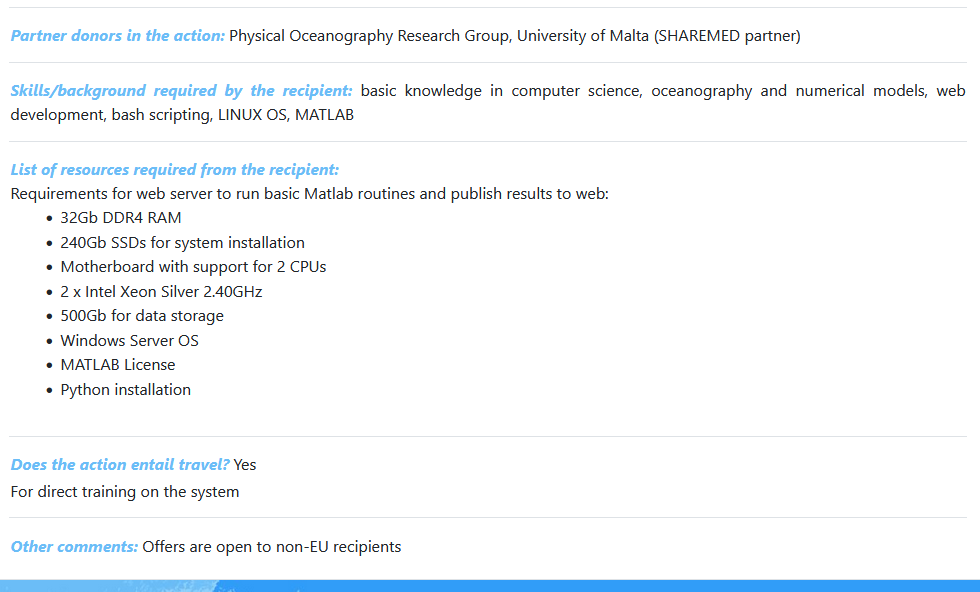 Partner donors in the action: Physical Oceanography Research Group, University of Malta (SHAREMED partner)
Skills/background required by the recipient: basic knowledge in computer science, oceanography and numerical models, web
development, bash scripting, LINUX OS, MATLAB
List of resources required from the recipient:
Requirements for web server to run basic Matlab routines and publish results to web:
• 32Gb DDR4 RAM
• 240Gb SSDs for system installation
• Motherboard with support for 2 CPUs
• 2 x Intel Xeon Silver 2.40GHz
• 500Gb for data storage
• Windows Server OS
• MATLAB License
• Python installation
Does the action entail travel? Yes
For direct training on the system
Other comments: Offers are open to non-EU recipients